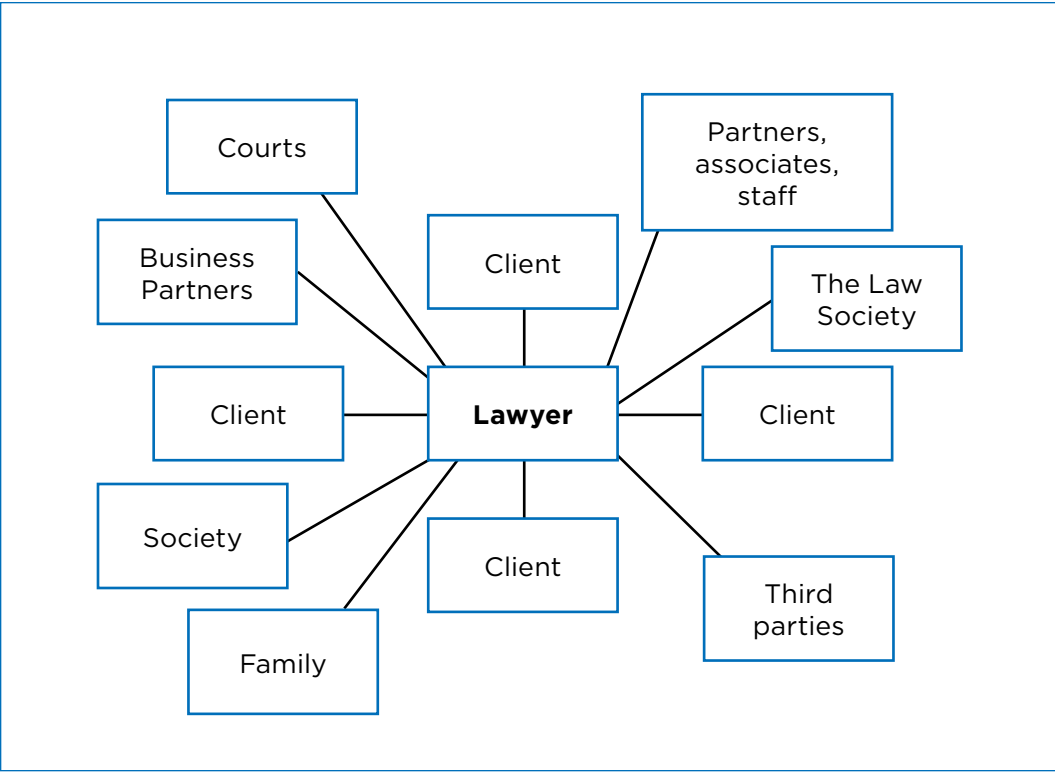 Courts
Partners,
associates,
staff
Business
Partners
Client
The Law
Society
Client
Lawyer
Client
Society
Client
Third
parties
Family